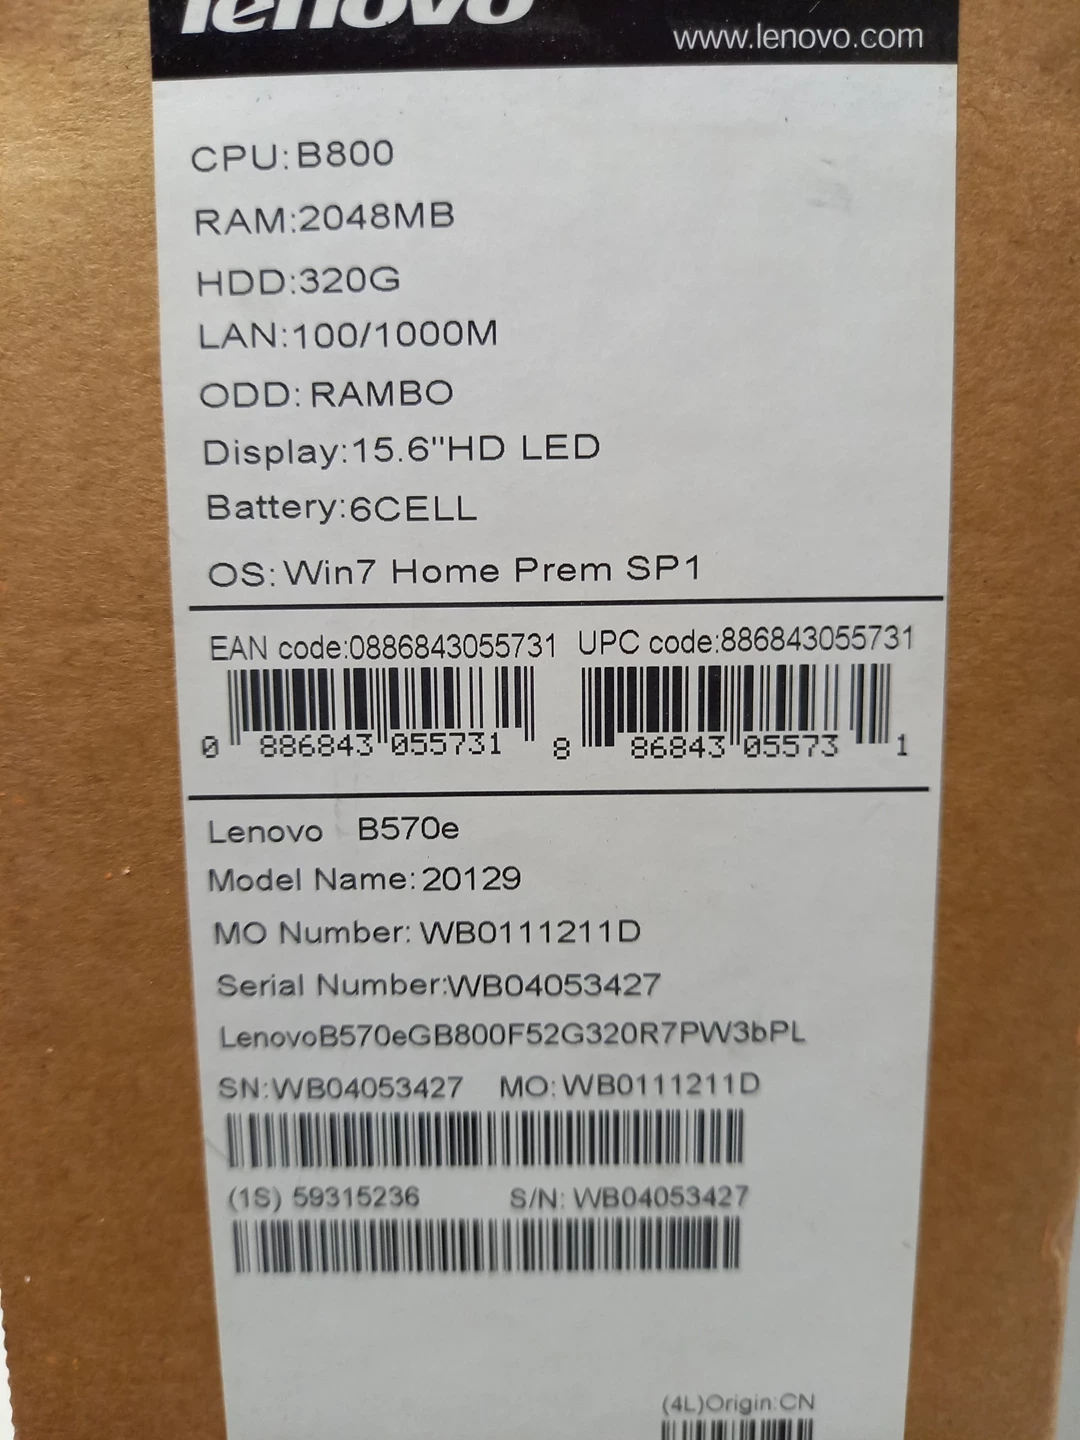 lenovo
www.lenovo.com
CPU:B800
RAM:2048MB
HDD:320G
LAN:100/1000M
ODD:RAMBO
Display:15.6"HD LED
Battery:6CELL
OS:Win7 Home Prem SP1
EAN code:0886843055731 UPC code:886843055731
0 886843 055731 8 86843 05573 1
Lenovo B570e
Model Name:20129
MO Number: WB0111211D
Serial Number:WB04053427
LenovoB570eGB800F52G320R7PW3bPL
SN:WB04053427 MO:WB0111211D
(1S) 59315236 S/N: WB04053427
(4L)Origin:CN